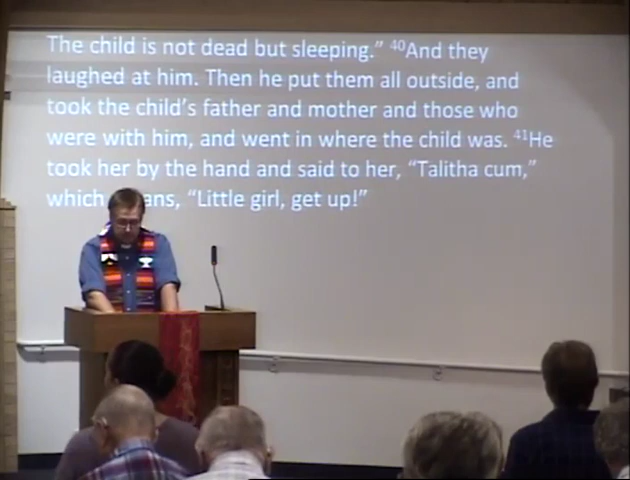 The child is not dead but sleeping.” ⁴⁰And they
laughed at him. Then he put them all outside, and
took the child’s father and mother and those who
were with him, and went in where the child was. ⁴¹He
took her by the hand and said to her, “Talitha cum,”
which means, “Little girl, get up!”